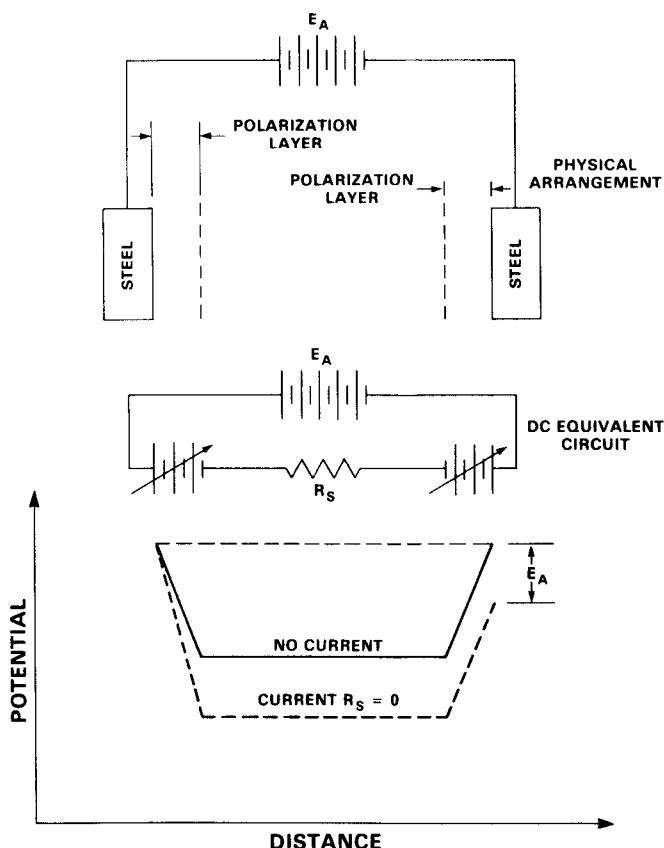 E_A
POLARIZATION
LAYER
POLARIZATION
LAYER
PHYSICAL
ARRANGEMENT
STEEL
STEEL
E_A
DC EQUIVALENT
CIRCUIT
R_S
E_A
NO CURRENT
CURRENT R_S = 0
POTENTIAL
DISTANCE